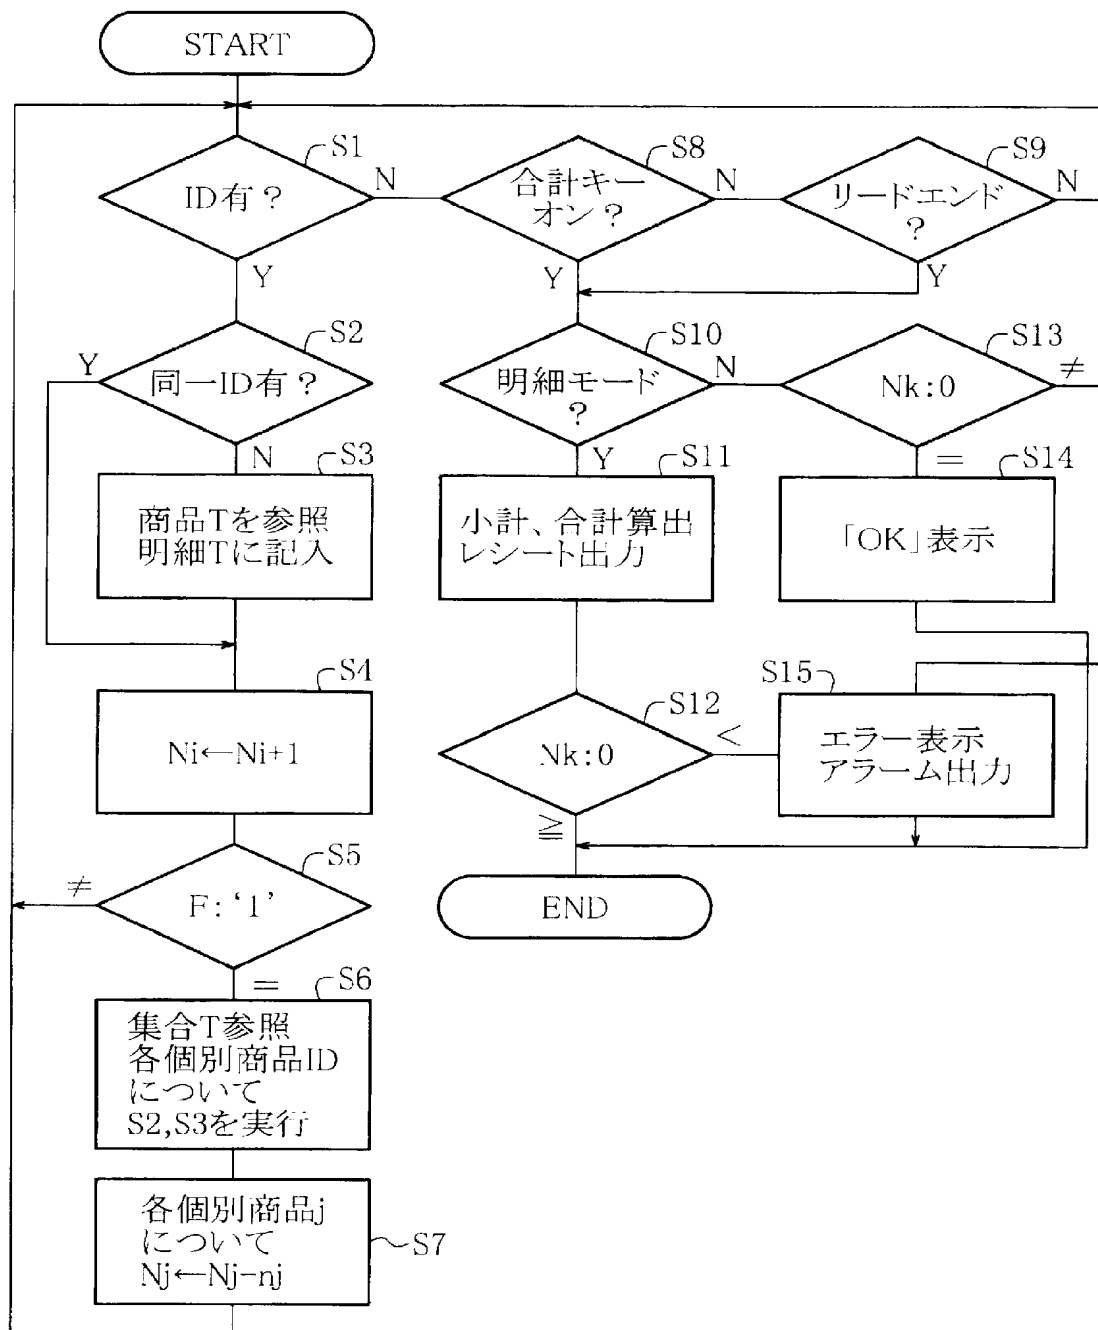 START
S1
ID有?
N
Y
S8
合計キー
オン?
N
Y
S9
リードエンド
?
N
Y
S2
Y
同一ID有?
N
S10
明細モード
?
N
Y
S13
Nk:0
≠
=
S3
商品Tを参照
明細Tに記入
S11
小計、合計算出
レシート出力
S14
「OK」表示
S4
Ni←Ni+1
S12
Nk:0
<
≧
S15
エラー表示
アラーム出力
S5
≠
F:‘1’
=
END
S6
集合T参照
各個別商品ID
について
S2,S3を実行
各個別商品j
について
Nj←Nj-nj
S7